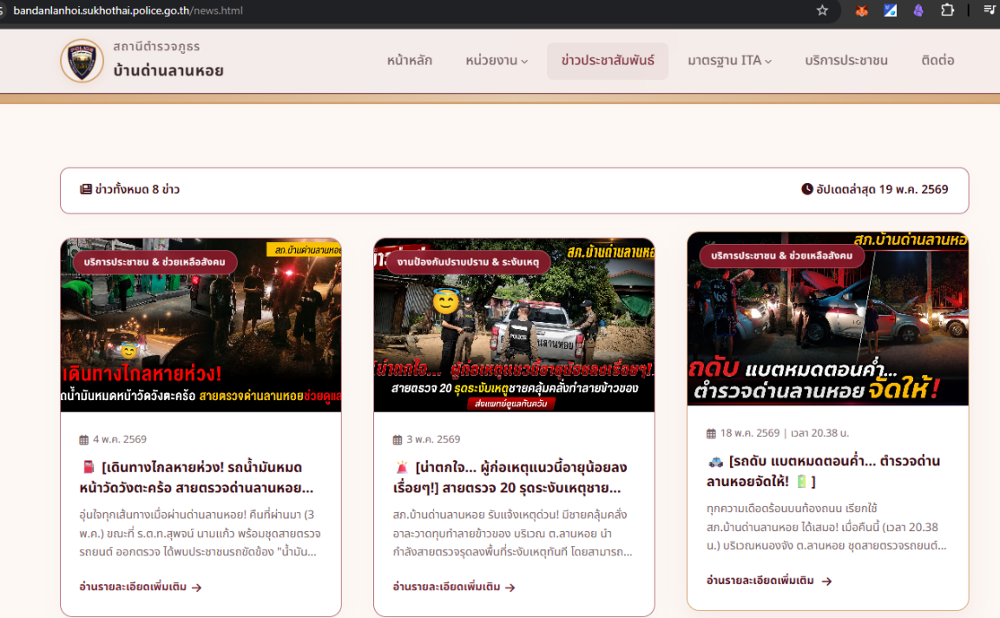 bandanlanhoi.sukhothai.police.go.th/news.html
สถานีตำรวจภูธร
บ้านด่านลานหอย
หน้าหลัก
หน่วยงาน
ข่าวประชาสัมพันธ์
มาตรฐาน ITA
บริการประชาชน
ติดต่อ
ข่าวทั้งหมด 8 ข่าว
อัปเดตล่าสุด 19 พ.ค. 2569
บริการประชาชน & ช่วยเหลือสังคม
สภ.บ้านด่านลานหอย
เดินทางไกลหายห่วง!
น้ำมันหมดหน้าวัดวังตะคร้อ สายตรวจด่านลานหอยช่วยดูแล
4 พ.ค. 2569
[เดินทางไกลหายห่วง! รถน้ำมันหมด
หน้าวัดวังตะคร้อ สายตรวจด่านลานหอย...
อุ่นใจทุกเส้นทางเมื่อผ่านด่านลานหอย! คืนที่ผ่านมา (3
พ.ค.) ขณะที่ ร.ต.ท.สุพจน์ นามแก้ว พร้อมชุดสายตรวจ
รถยนต์ ออกตรวจ ได้พบประชาชนรถขัดข้อง "น้ำมัน...
อ่านรายละเอียดเพิ่มเติม →
งานป้องกันปราบปราม & ระงับเหตุ
สภ.บ้านด่านลานหอย
POLICE
น่าตกใจ... ผู้ก่อเหตุแนวนี้อายุน้อยลงเรื่อยๆ!
สายตรวจ 20 รุดระงับเหตุชายคลุ้มคลั่งทำลายข้าวของ
ส่งแพทย์ดูแลทันควัน
3 พ.ค. 2569
[น่าตกใจ... ผู้ก่อเหตุแนวนี้อายุน้อยลง
เรื่อยๆ!] สายตรวจ 20 รุดระงับเหตุชาย...
สภ.บ้านด่านลานหอย รับแจ้งเหตุด่วน! มีชายคลุ้มคลั่ง
อาละวาดทุบทำลายข้าวของ บริเวณ ต.ลานหอย นำ
กำลังสายตรวจรุดลงพื้นที่ระงับเหตุทันที โดยสามารถ...
อ่านรายละเอียดเพิ่มเติม →
บริการประชาชน & ช่วยเหลือสังคม
สภ.บ้านด่านลานหอ
รถดับ แบตหมดตอนค่ำ...
ตำรวจด่านลานหอย จัดให้!
18 พ.ค. 2569 | เวลา 20.38 น.
[รถดับ แบตหมดตอนค่ำ... ตำรวจด่าน
ลานหอยจัดให้! ]
ทุกความเดือดร้อนบนท้องถนน เรียกใช้
สภ.บ้านด่านลานหอย ได้เสมอ! เมื่อคืนนี้ (เวลา 20.38
น.) บริเวณหนองจัง ต.ลานหอย ชุดสายตรวจรถยนต์...
อ่านรายละเอียดเพิ่มเติม →